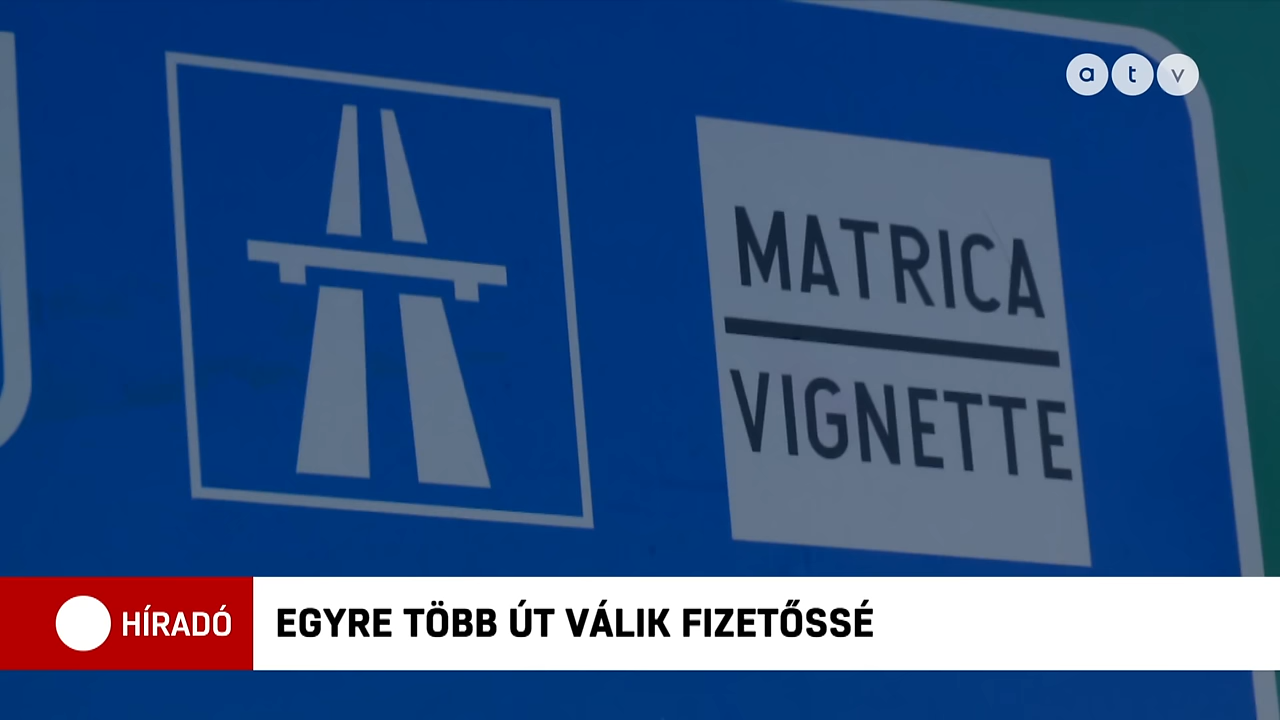 atv
MATRICA
VIGNETTE
HÍRADÓ
EGYRE TÖBB ÚT VÁLIK FIZETŐSSÉ